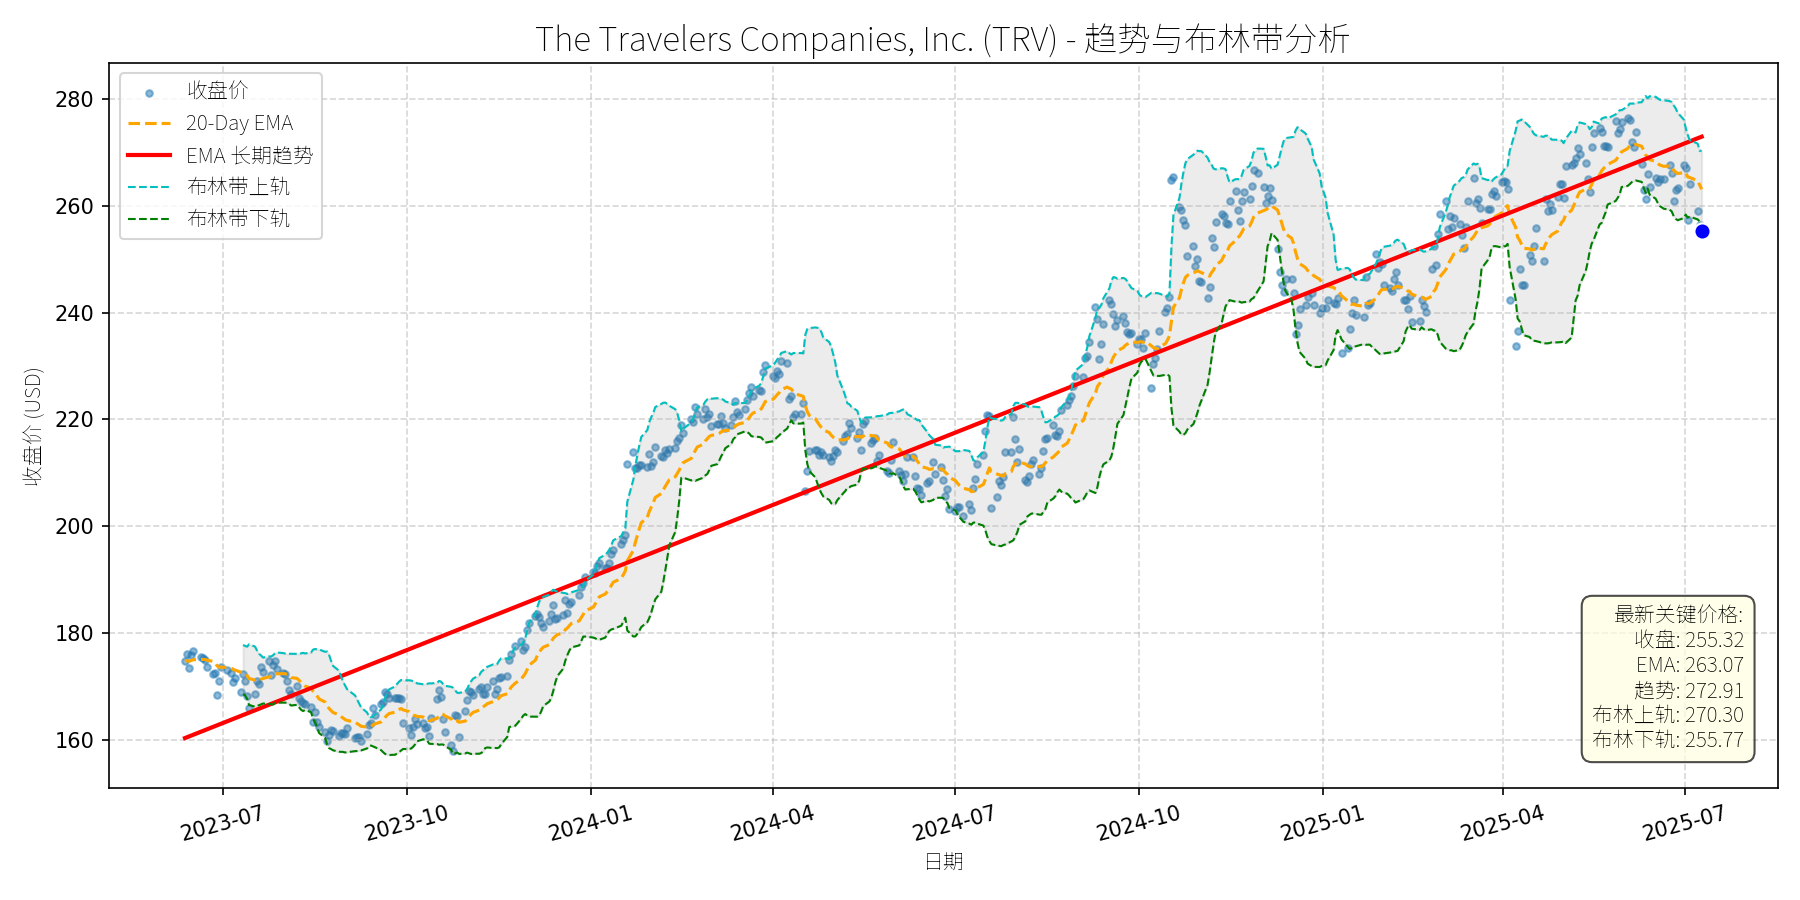 The Travelers Companies, Inc. (TRV) - 趋势与布林带分析
收盘价
20-Day EMA
EMA 长期趋势
布林带上轨
布林带下轨
收盘价 (USD)
280
260
240
220
200
180
160
最新关键价格:
收盘: 255.32
EMA: 263.07
趋势: 272.91
布林上轨: 270.30
布林下轨: 255.77
2023-07
2023-10
2024-01
2024-04
2024-07
2024-10
2025-01
2025-04
2025-07
日期